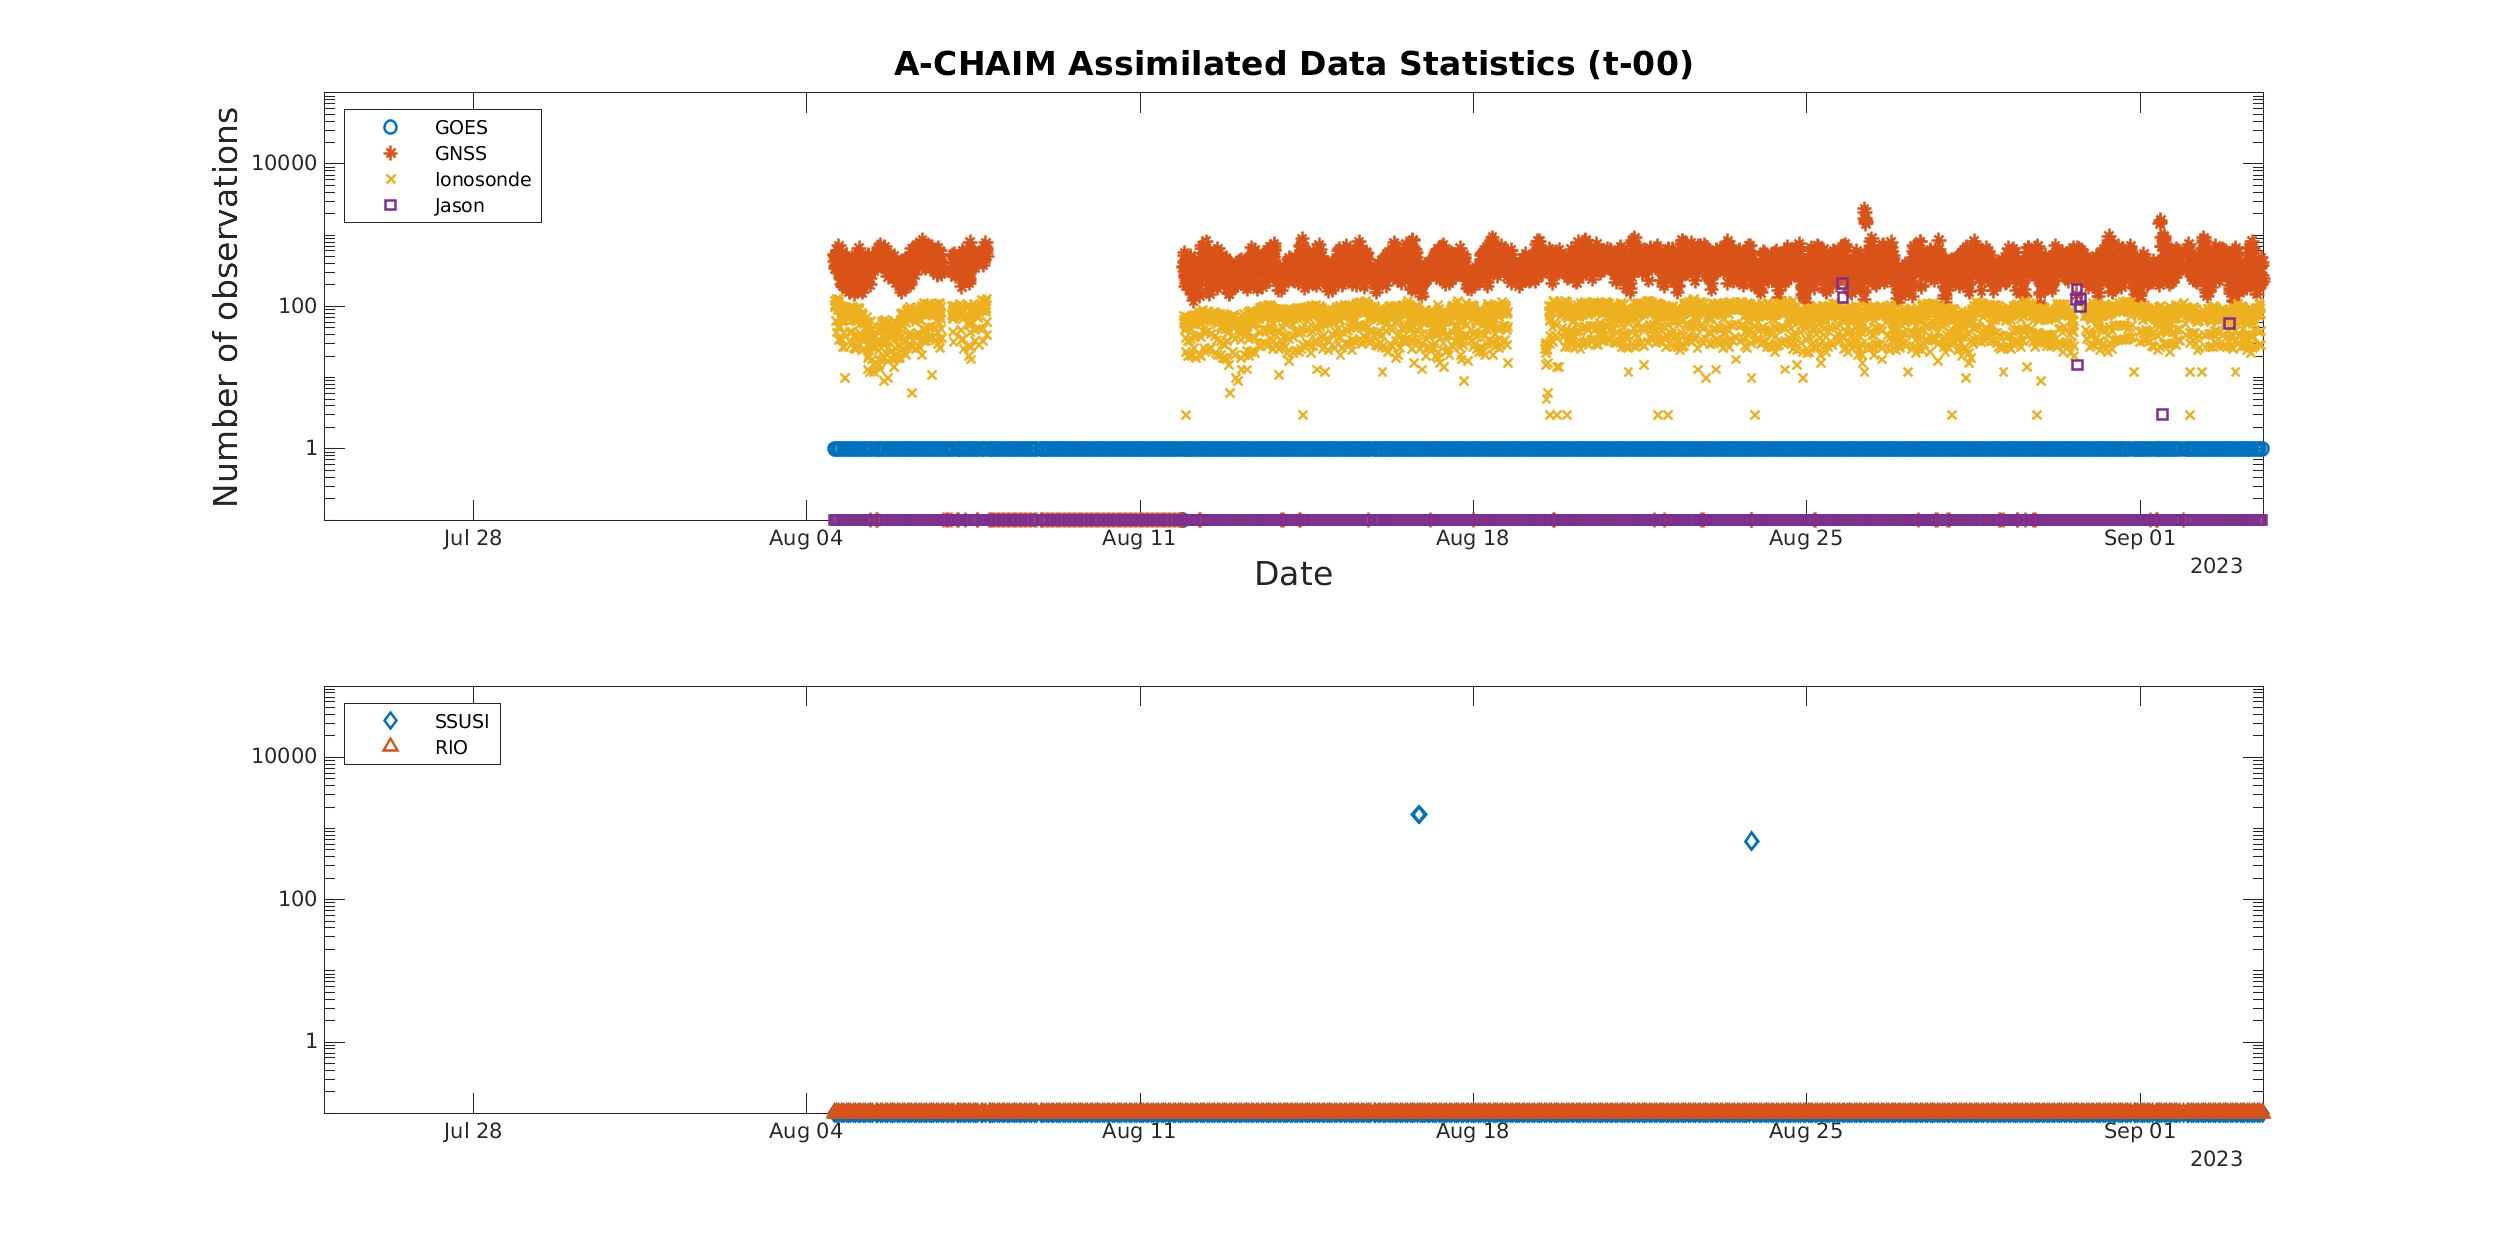 A-CHAIM Assimilated Data Statistics (t-00)
Number of observations
10000
100
1
GOES
GNSS
Ionosonde
Jason
Jul 28
Aug 04
Aug 11
Aug 18
Aug 25
Sep 01
2023
Date
10000
100
1
SSUSI
RIO
Jul 28
Aug 04
Aug 11
Aug 18
Aug 25
Sep 01
2023